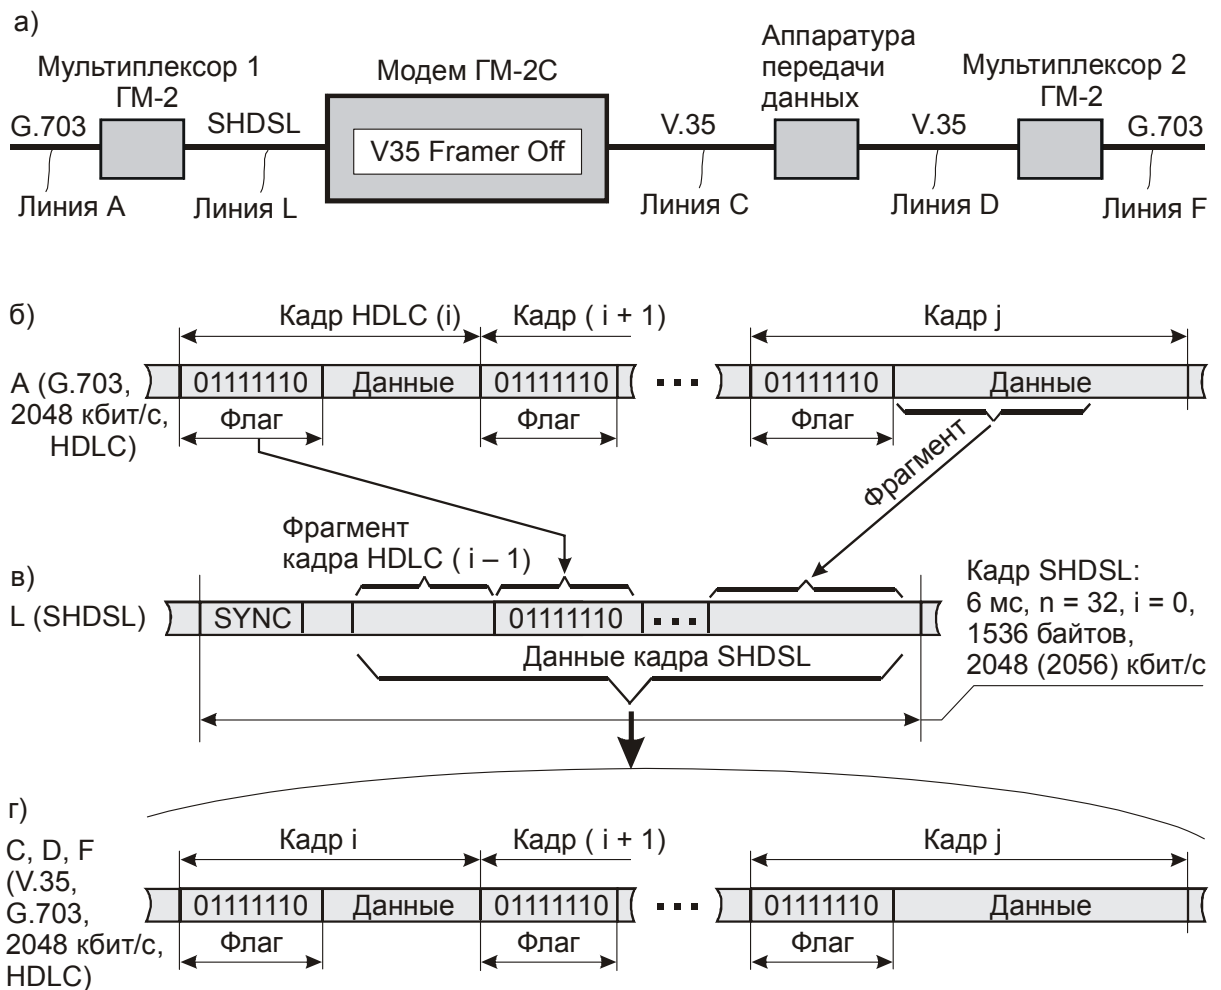 а)
Мультиплексор 1
ГМ-2
Модем ГМ-2С
Аппаратура
передачи
данных
Мультиплексор 2
ГМ-2
G.703
SHDSL
V35 Framer Off
V.35
V.35
G.703
Линия А
Линия L
Линия С
Линия D
Линия F
б)
Кадр HDLC (i)
Кадр ( i + 1)
Кадр j
А (G.703,
2048 кбит/с,
HDLC)
01111110
Данные
01111110
01111110
Данные
Флаг
Флаг
Флаг
Фрагмент
Фрагмент
кадра HDLC ( i – 1)
в)
L (SHDSL)
SYNC
01111110
Данные кадра SHDSL
Кадр SHDSL:
6 мс, n = 32, i = 0,
1536 байтов,
2048 (2056) кбит/с
г)
C, D, F
(V.35,
G.703,
2048 кбит/с,
HDLC)
Кадр i
Кадр ( i + 1)
Кадр j
01111110
Данные
01111110
01111110
Данные
Флаг
Флаг
Флаг